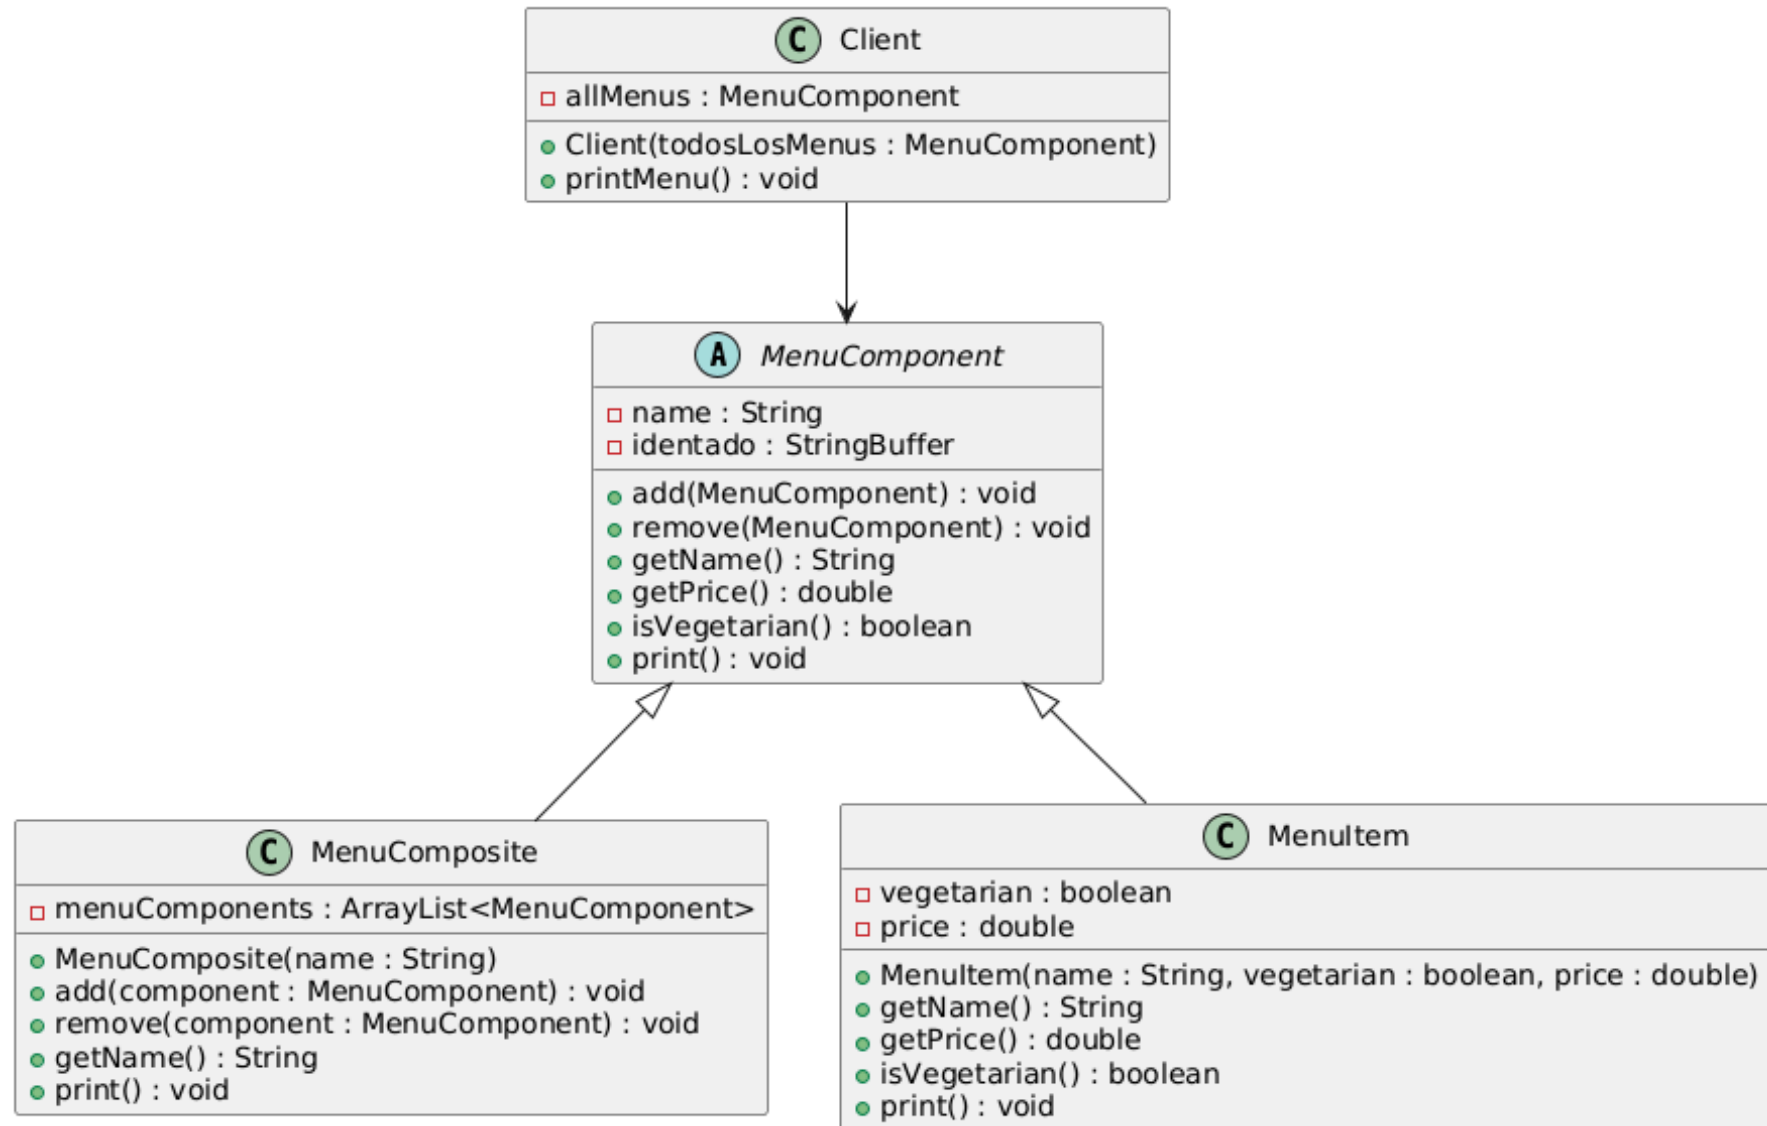 C Client
allMenus : MenuComponent
Client(todosLosMenus : MenuComponent)
printMenu() : void
A MenuComponent
name : String
identado : StringBuffer
add(MenuComponent) : void
remove(MenuComponent) : void
getName() : String
getPrice() : double
isVegetarian() : boolean
print() : void
C MenuComposite
menuComponents : ArrayList<MenuComponent>
MenuComposite(name : String)
add(component : MenuComponent) : void
remove(component : MenuComponent) : void
getName() : String
print() : void
C MenuItem
vegetarian : boolean
price : double
MenuItem(name : String, vegetarian : boolean, price : double)
getName() : String
getPrice() : double
isVegetarian() : boolean
print() : void